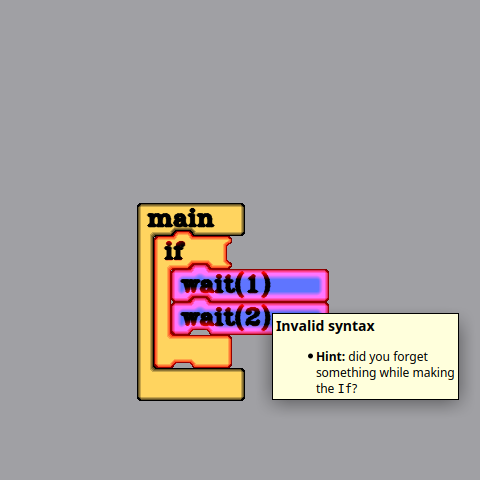 main
if
wait(1)
wait(2)
Invalid syntax
• Hint: did you forget
something while making
the If?